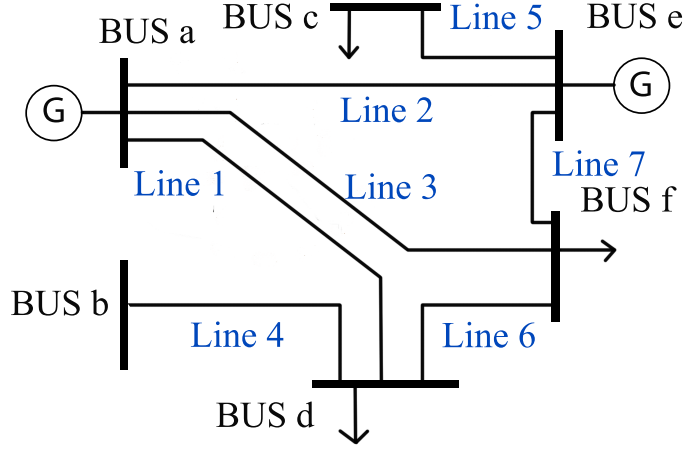 BUS c
Line 5
BUS e
BUS a
G
Line 2
G
Line 1
Line 3
Line 7
BUS f
BUS b
Line 4
Line 6
BUS d